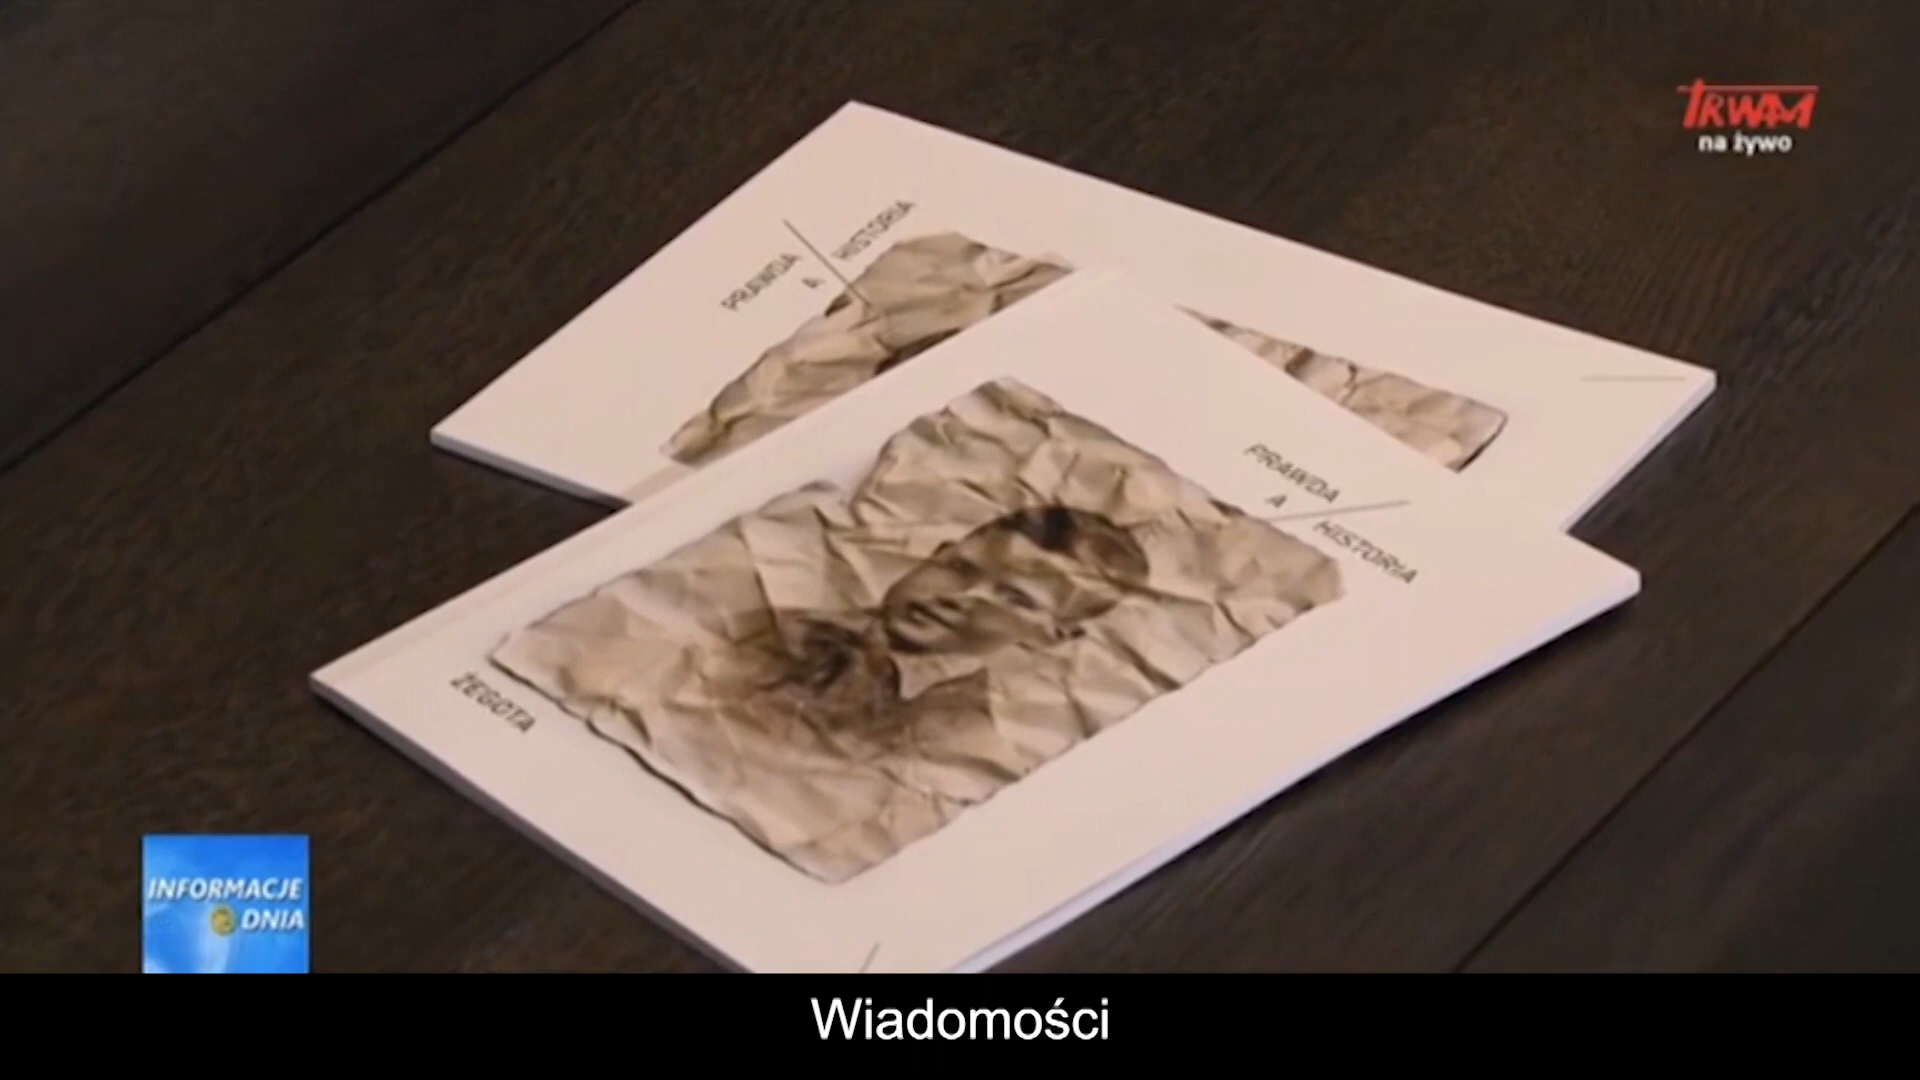 TRWAM
na żywo
PRAWDA
A
HISTORIA
PRAWDA
A
HISTORIA
ŻEGOTA
INFORMACJE
DNIA
Wiadomości